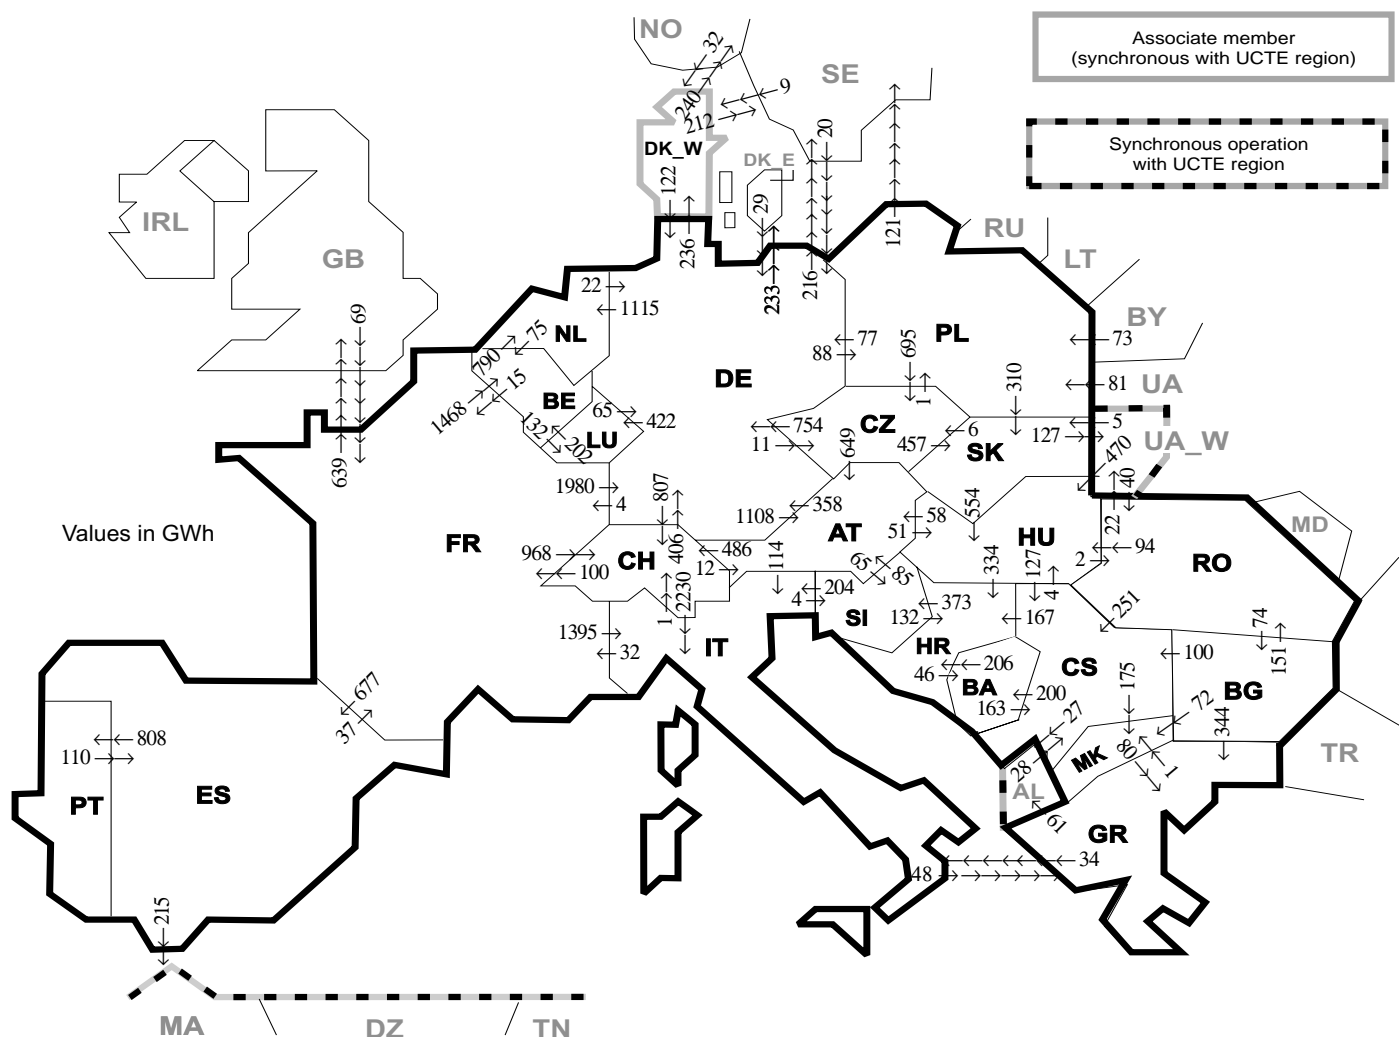 NO
32
Associate member
(synchronous with UCTE region)
SE
9
240
212
20
Synchronous operation
with UCTE region
DK_W
DK_E
122
29
IRL
GB
236
233
216
121
RU
LT
BY
69
22
1115
NL
75
790
77
88
695
PL
73
DE
15
1468
BE
65
422
1
310
81
UA
132
LU
202
754
11
CZ
649
6
457
SK
5
127
UA_W
470
639
1980
4
807
358
1108
554
40
22
Values in GWh
FR
968
100
CH
406
486
12
114
AT
58
51
HU
94
2
MD
RO
65
85
334
127
4
1
2230
204
4
SI
373
132
167
251
1395
32
IT
HR
74
151
206
46
BA
CS
100
175
BG
200
163
677
37
27
72
344
808
110
28
MK
80
1
TR
PT
ES
AL
61
GR
34
48
215
MA
DZ
TN